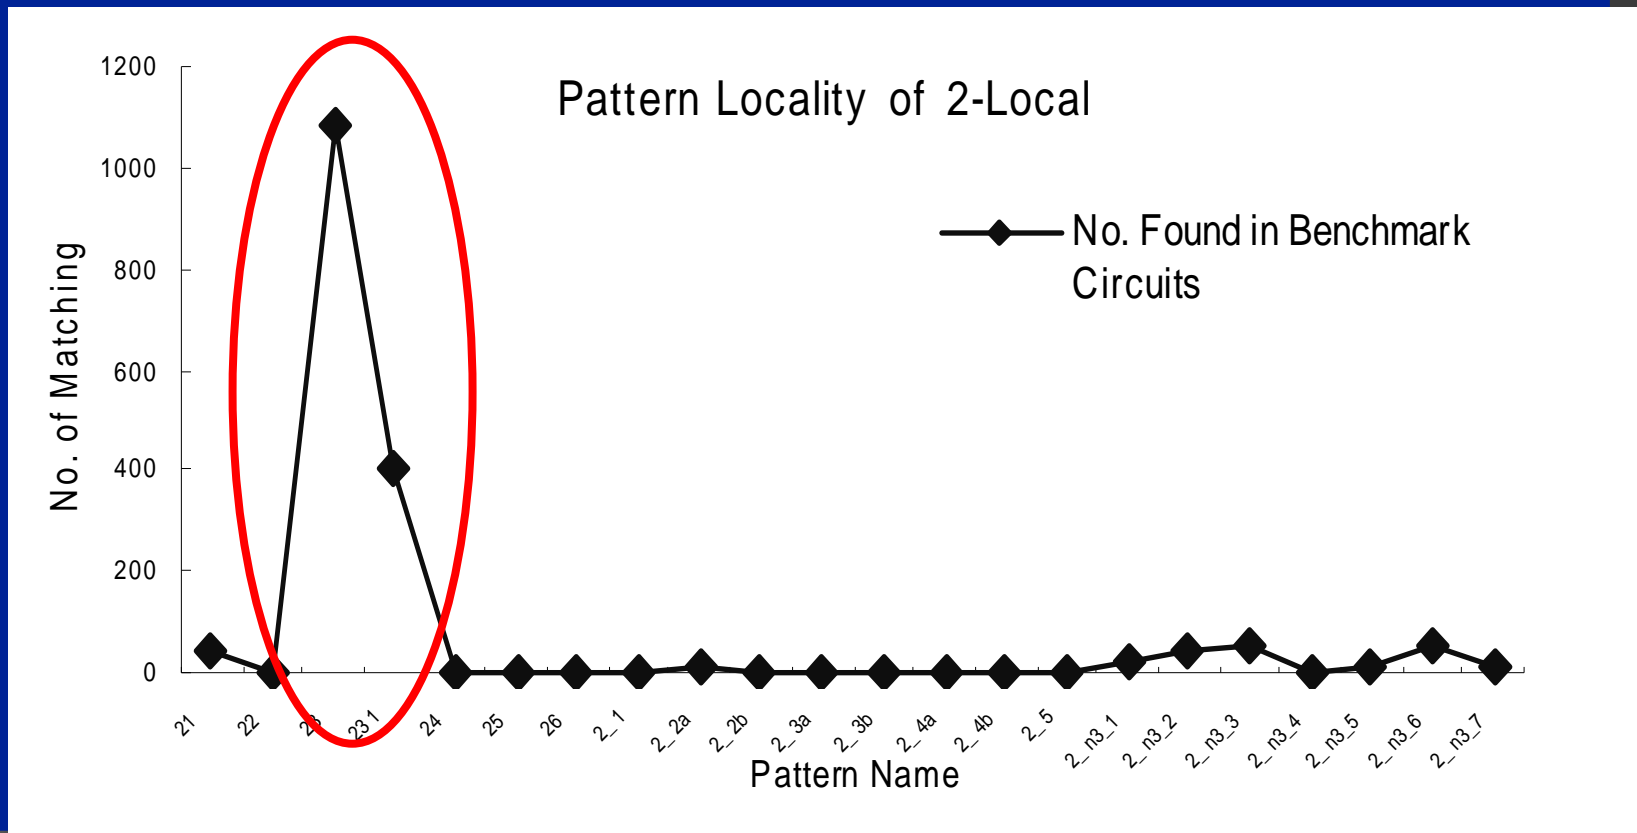 Pattern Locality of 2-Local
1200
1000
800
600
400
200
0
No. of Matching
No. Found in Benchmark
Circuits
21
22
23
231
24
25
26
2_1
2_2a
2_2b
2_3a
2_3b
2_4a
2_4b
2_5
2_n3_1
2_n3_2
2_n3_3
2_n3_4
2_n3_5
2_n3_6
2_n3_7
Pattern Name